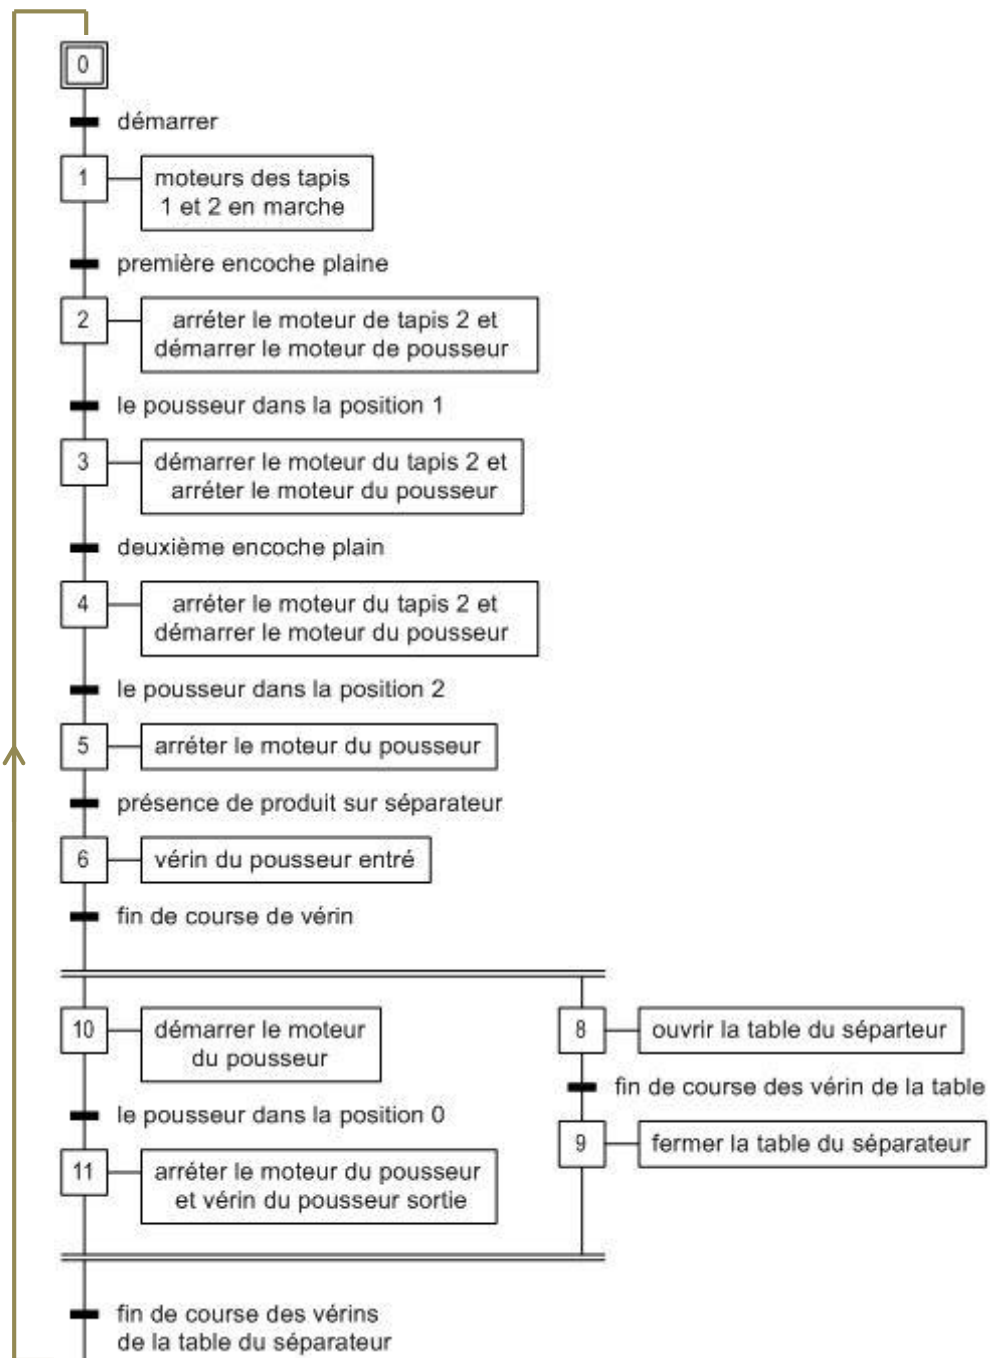 0
démarrer
1
moteurs des tapis
1 et 2 en marche
première encoche plaine
2
arréter le moteur de tapis 2 et
démarrer le moteur de pousseur
le pousseur dans la position 1
3
démarrer le moteur du tapis 2 et
arréter le moteur du pousseur
deuxième encoche plain
4
arréter le moteur du tapis 2 et
démarrer le moteur du pousseur
le pousseur dans la position 2
5
arréter le moteur du pousseur
présence de produit sur séparateur
6
vérin du pousseur entré
fin de course de vérin
10
démarrer le moteur
du pousseur
le pousseur dans la position 0
11
arréter le moteur du pousseur
et vérin du pousseur sortie
8
ouvrir la table du séparteur
fin de course des vérin de la table
9
fermer la table du séparateur
fin de course des vérins
de la table du séparateur